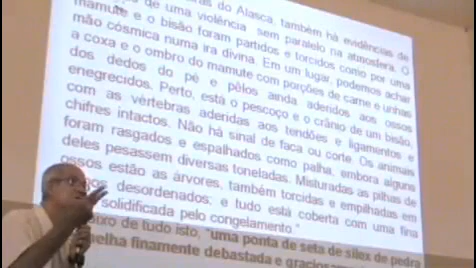 ras do Alasca, também há evidências de
de uma violência sem paralelo na atmosfera. O
mamute e o bisão foram partidos e torcidos como por uma
mão cósmica numa ira divina. Em um lugar, podemos achar
a coxa e o ombro do mamute com porções de carne e unhas
dos dedos do pé e pêlos ainda aderidos aos ossos
enegrecidos. Perto, está o pescoço e o crânio de um bisão,
com as vértebras aderidas aos tendões e ligamentos e
chifres intactos. Não há sinal de faca ou corte. Os animais
foram rasgados e espalhados como palha, embora alguns
deles pesassem diversas toneladas. Misturadas as pilhas de
ossos estão as árvores, também torcidas e empilhadas em
desordenados; e tudo está coberta com uma fina
solidificada pelo congelamento."
ixo de tudo isto, "uma ponta de seta de sílex de pedra
elha finamente debastada e